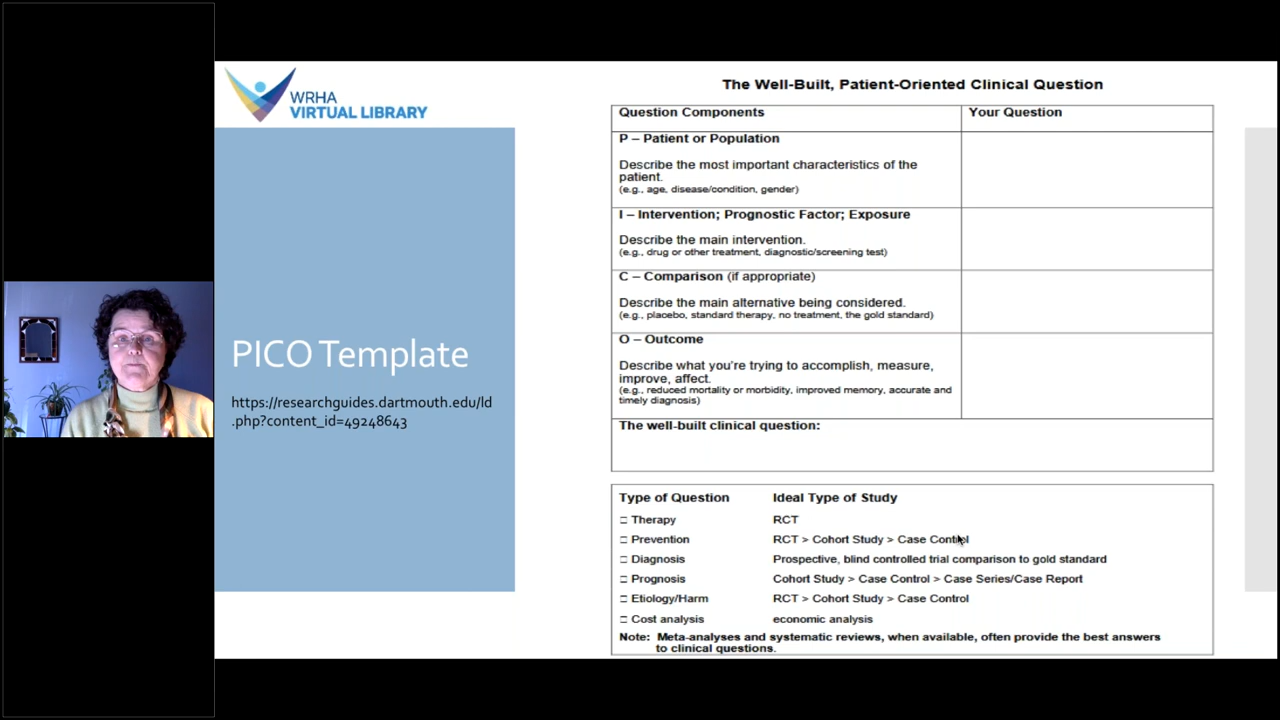 WRHA
VIRTUAL LIBRARY
PICO Template
https://researchguides.dartmouth.edu/ld
.php?content_id=49248643
The Well-Built, Patient-Oriented Clinical Question
Question Components Your Question
P – Patient or Population
Describe the most important characteristics of the
patient.
(e.g., age, disease/condition, gender)
I – Intervention; Prognostic Factor; Exposure
Describe the main intervention.
(e.g., drug or other treatment, diagnostic/screening test)
C – Comparison (if appropriate)
Describe the main alternative being considered.
(e.g., placebo, standard therapy, no treatment, the gold standard)
O – Outcome
Describe what you're trying to accomplish, measure,
improve, affect.
(e.g., reduced mortality or morbidity, improved memory, accurate and
timely diagnosis)
The well-built clinical question:
Type of Question Ideal Type of Study
□ Therapy RCT
□ Prevention RCT > Cohort Study > Case Control
□ Diagnosis Prospective, blind controlled trial comparison to gold standard
□ Prognosis Cohort Study > Case Control > Case Series/Case Report
□ Etiology/Harm RCT > Cohort Study > Case Control
□ Cost analysis economic analysis
Note: Meta-analyses and systematic reviews, when available, often provide the best answers
to clinical questions.